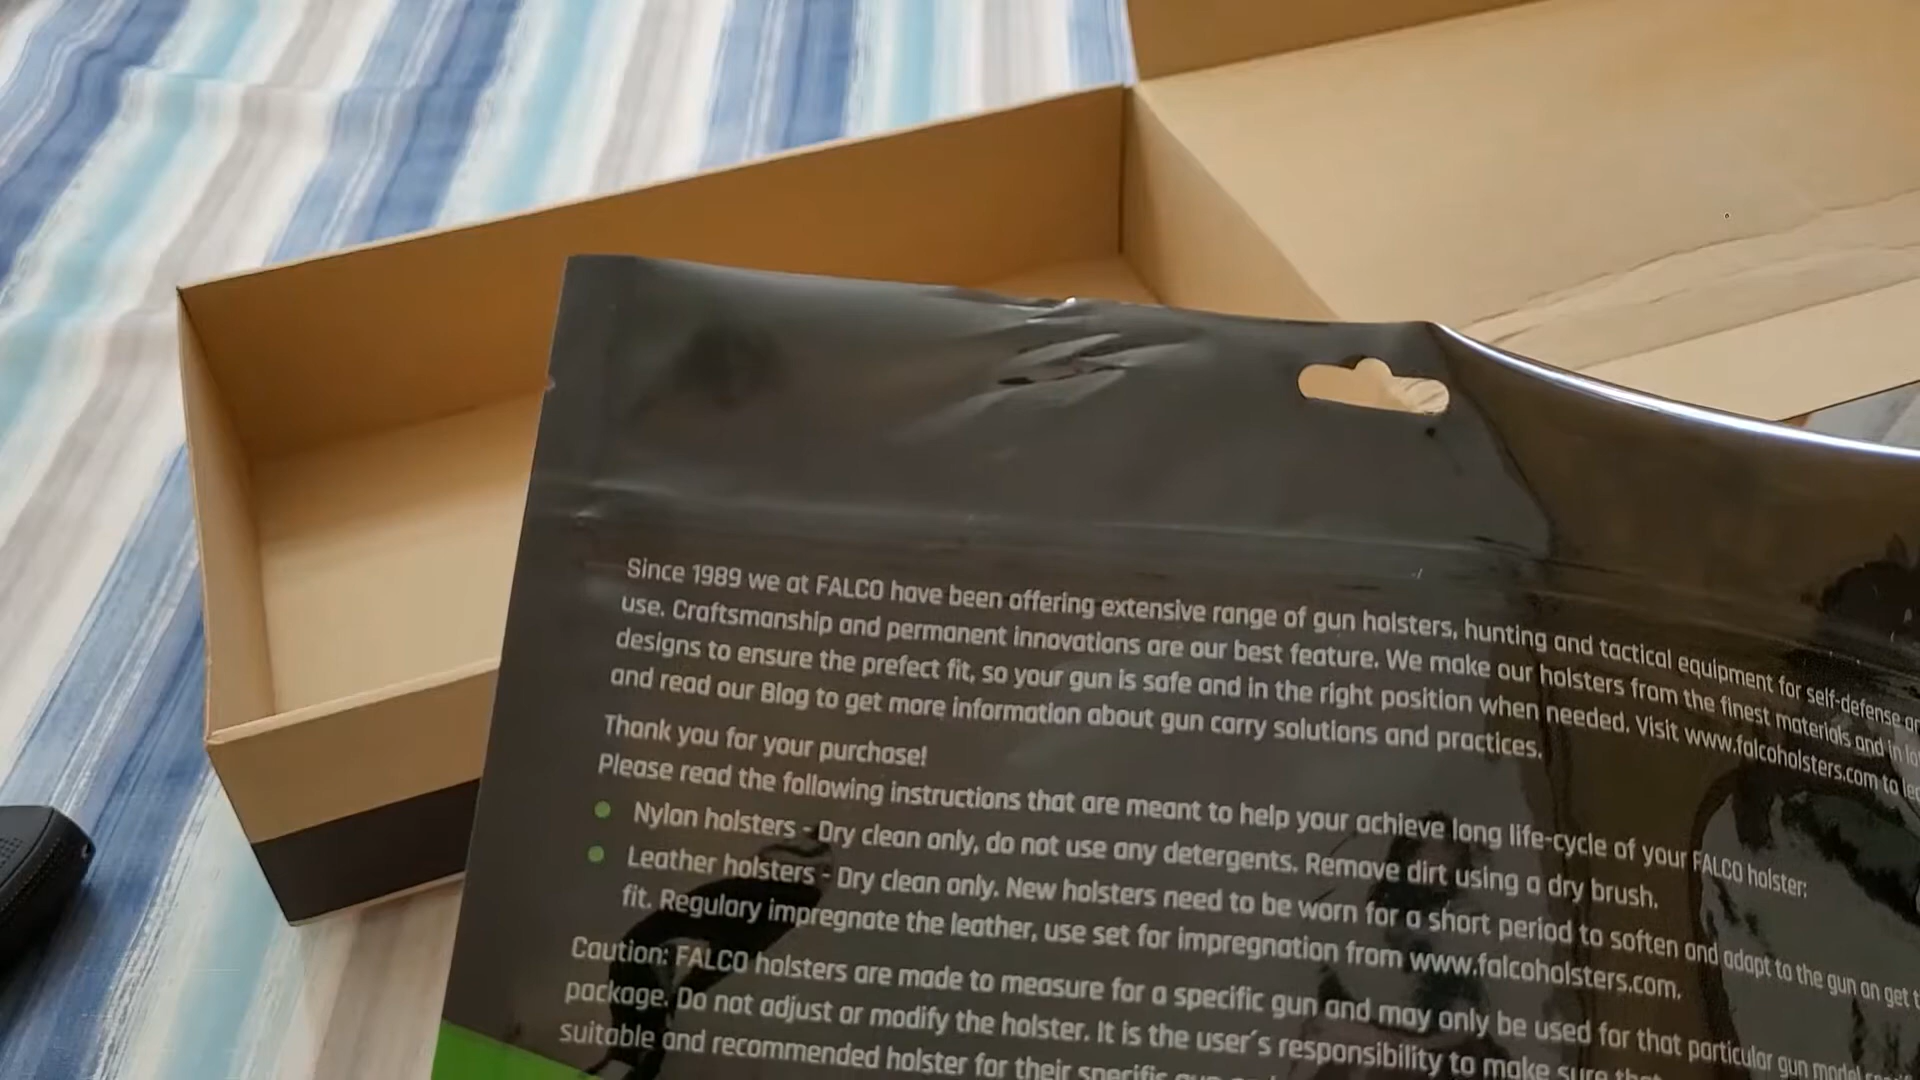 Since 1989 we at FALCO have been offering extensive range of gun holsters, hunting and tactical equipment for self-defense
use. Craftsmanship and permanent innovations are our best feature. We make our holsters from the finest materials and in
designs to ensure the prefect fit, so your gun is safe and in the right position when needed. Visit www.falcoholsters.com to
and read our Blog to get more information about gun carry solutions and practices.
Thank you for your purchase!
Please read the following instructions that are meant to help your achieve long life-cycle of your FALCO holster:
Nylon holsters - Dry clean only, do not use any detergents. Remove dirt using a dry brush.
Leather holsters - Dry clean only. New holsters need to be worn for a short period to soften and adapt to the gun an get
fit. Regulary impregnate the leather, use set for impregnation from www.falcoholsters.com.
Caution: FALCO holsters are made to measure for a specific gun and may only be used for that particular gun model
package. Do not adjust or modify the holster. It is the user´s responsibility to make sure that
suitable and recommended holster for their specific gun